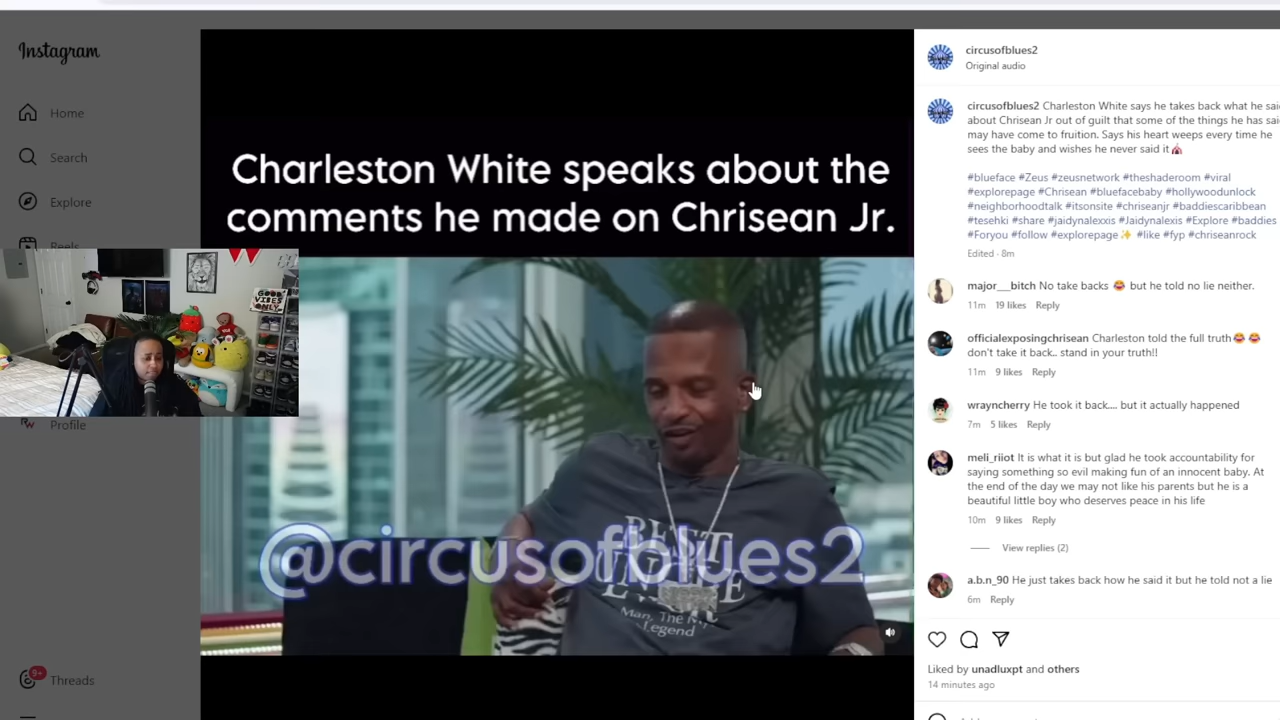 Instagram
Home
Search
Explore
Reels
Profile
9+
Threads
GOOD
VIBES
ONLY
Charleston White speaks about the
comments he made on Chrisean Jr.
@circusofblues2
BEST
Man, The My
Legend
circusofblues2
Original audio
circusofblues2 Charleston White says he takes back what he sai
about Chrisean Jr out of guilt that some of the things he has sai
may have come to fruition. Says his heart weeps every time he
sees the baby and wishes he never said it🎪
#blueface #Zeus #zeusnetwork #theshaderoom #viral
#explorepage #Chrisean #bluefacebaby #hollywoodunlock
#neighborhoodtalk #itsonsite #chriseanjr #baddiescaribbean
#tesehki #share #jaidynalexxis #Jaidynalexis #Explore #baddies
#Foryou #follow #explorepage✨ #like #fyp #chriseanrock
Edited · 8m
major___bitch No take backs 😂 but he told no lie neither.
11m 19 likes Reply
officialexposingchrisean Charleston told the full truth😂 😂
don't take it back.. stand in your truth!!
11m 9 likes Reply
wrayncherry He took it back.... but it actually happened
7m 5 likes Reply
meli_riiot It is what it is but glad he took accountability for
saying something so evil making fun of an innocent baby. At
the end of the day we may not like his parents but he is a
beautiful little boy who deserves peace in his life
10m 9 likes Reply
View replies (2)
a.b.n_90 He just takes back how he said it but he told not a lie
6m Reply
Liked by unadluxpt and others
14 minutes ago